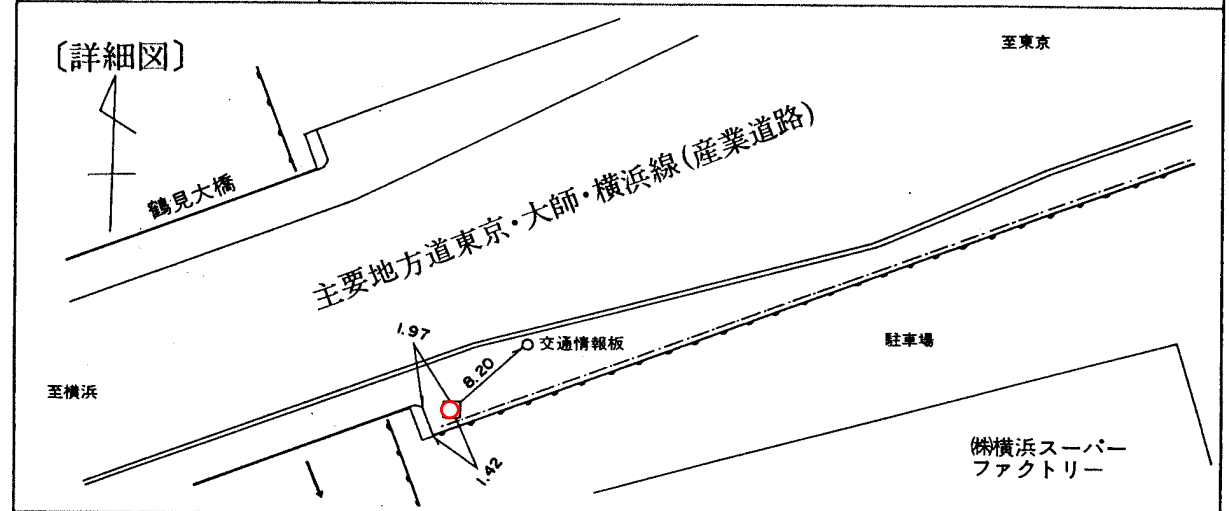 〔詳細図〕
至東京
鶴見大橋
主要地方道東京・大師・横浜線(産業道路)
1.97
交通情報板
8.20
駐車場
至横浜
1.42
㈱横浜スーパー
ファクトリー